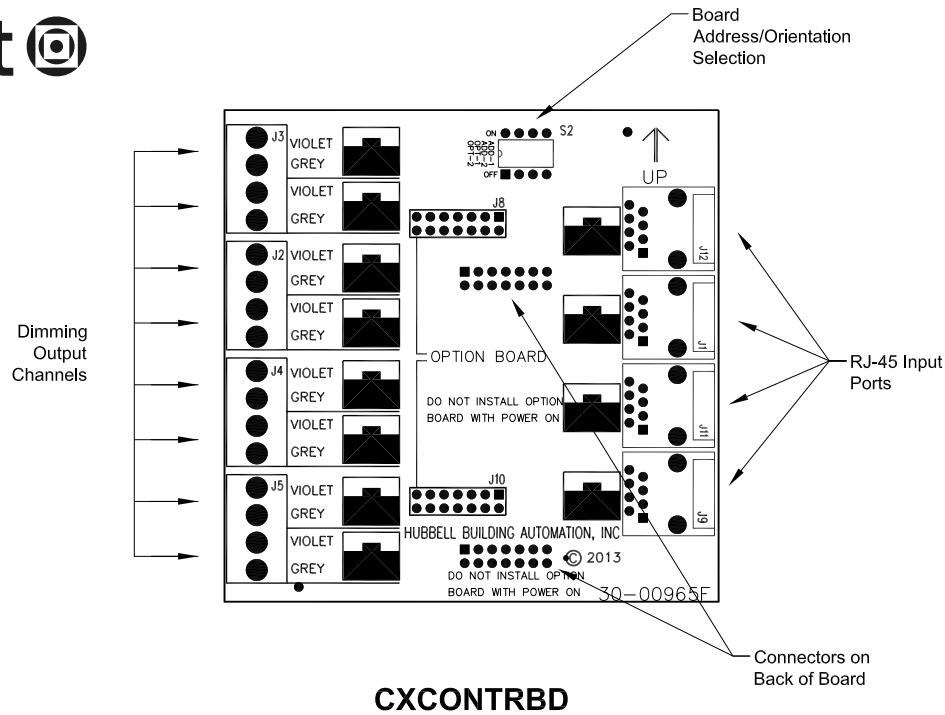 t
Board
Address/Orientation
Selection
ON
S2
ADD-1
ADD-2
OPT-1
OPT-2
OFF
UP
J3
VIOLET
GREY
VIOLET
GREY
J8
J12
J2
VIOLET
GREY
VIOLET
GREY
J1
Dimming
Output
Channels
OPTION BOARD
RJ-45 Input
Ports
J4
VIOLET
GREY
VIOLET
GREY
DO NOT INSTALL OPTION
BOARD WITH POWER ON
J11
J5
VIOLET
GREY
VIOLET
GREY
J10
J9
HUBBELL BUILDING AUTOMATION, INC
© 2013
DO NOT INSTALL OPTION
BOARD WITH POWER ON
30-00965F
Connectors on
Back of Board
CXCONTRBD